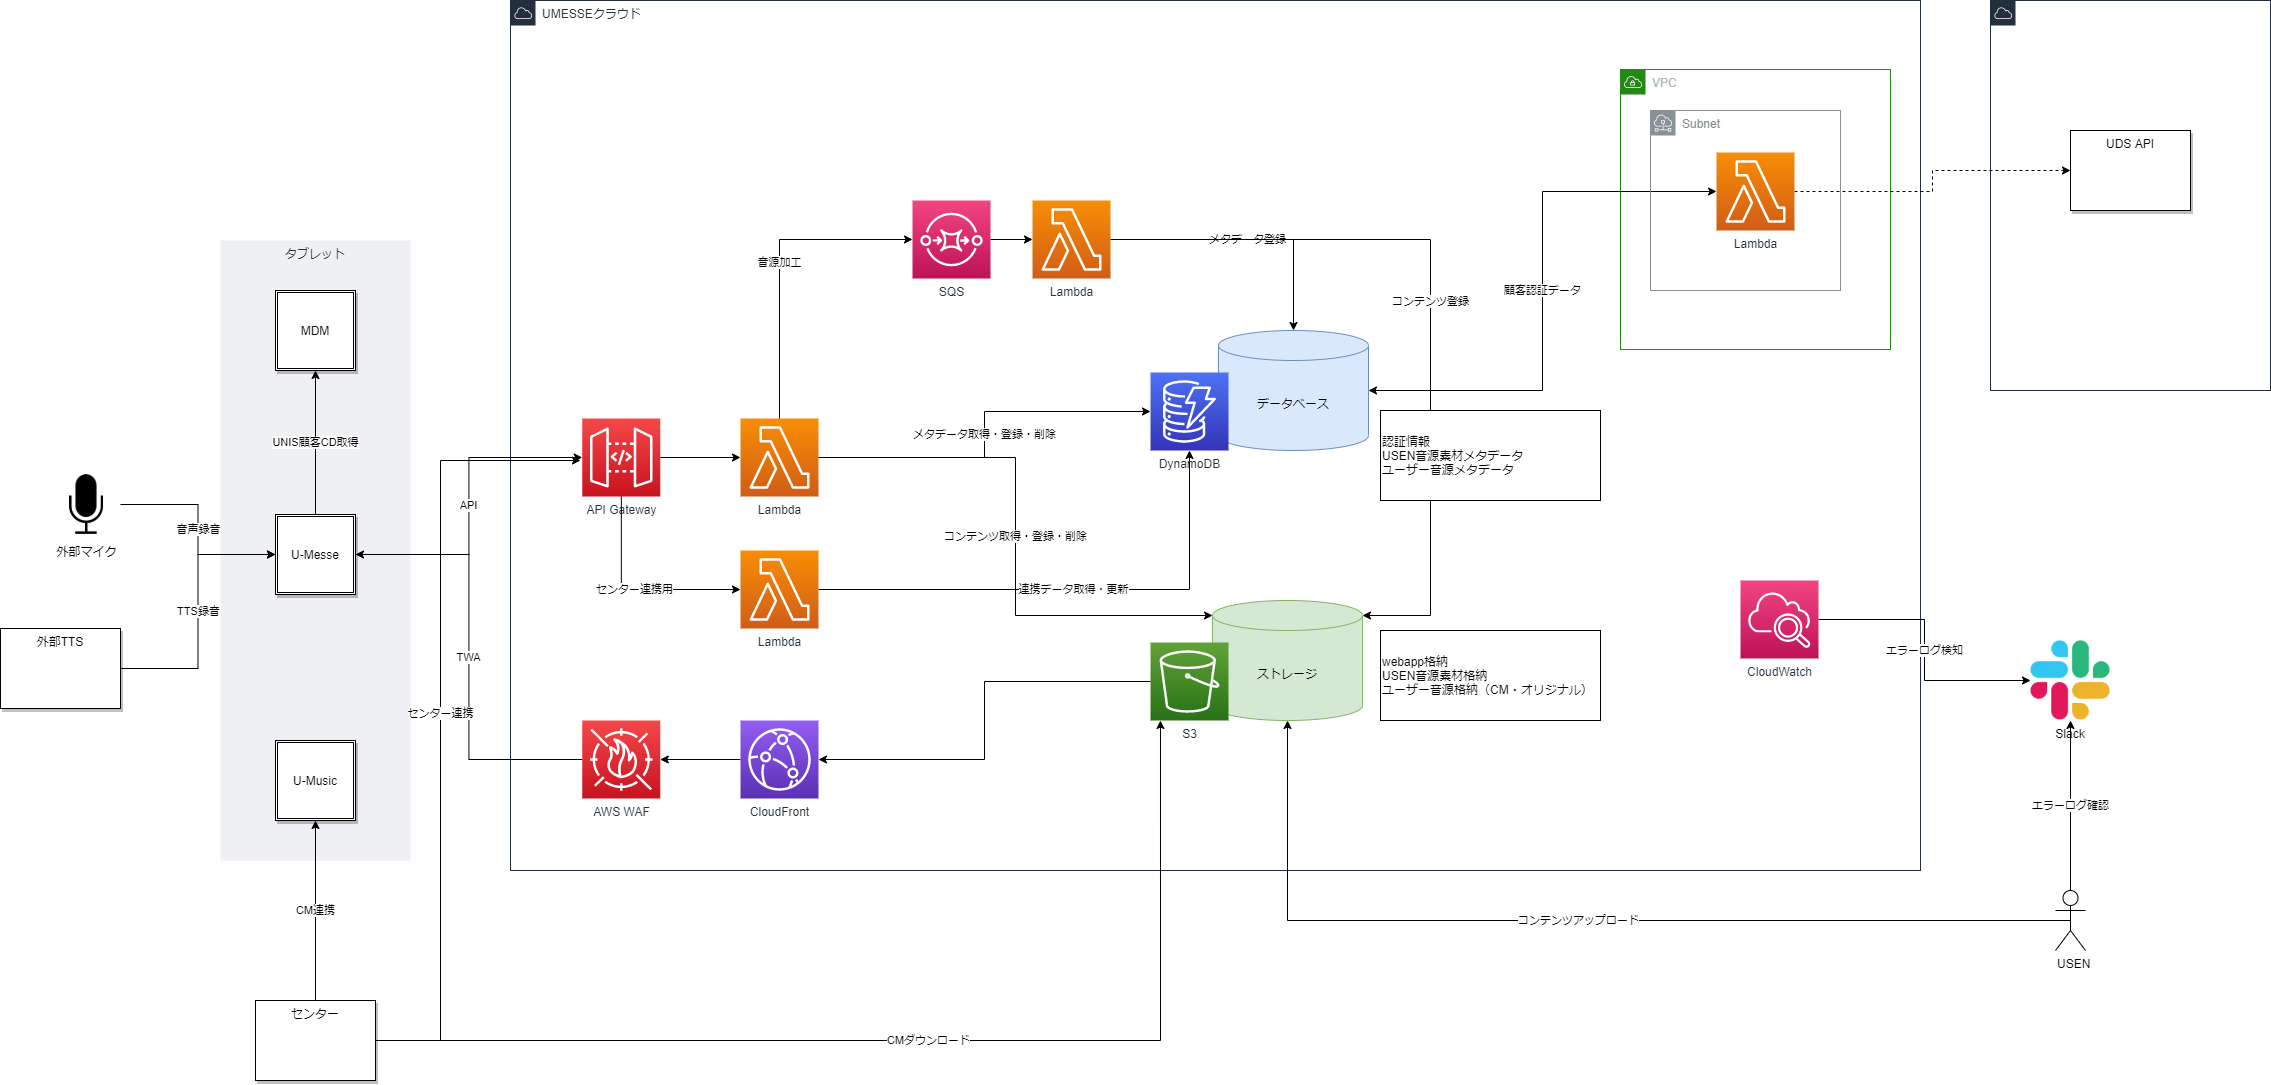 UMESSEクラウド
VPC
Subnet
UDS API
Lambda
タブレット
メタデータ登録
音源加工
SQS
Lambda
コンテンツ登録
顧客認証データ
MDM
UNIS顧客CD取得
データベース
メタデータ取得・登録・削除
認証情報
USEN音源素材メタデータ
ユーザー音源メタデータ
DynamoDB
API
API Gateway
Lambda
音声録音
外部マイク
U-Messe
コンテンツ取得・登録・削除
センター連携用
連携データ取得・更新
TTS録音
外部TTS
Lambda
TWA
エラーログ検知
webapp格納
USEN音源素材格納
ユーザー音源格納（CM・オリジナル）
ストレージ
CloudWatch
センター連携
S3
Slack
U-Music
AWS WAF
CloudFront
エラーログ確認
CM連携
コンテンツアップロード
USEN
センター
CMダウンロード